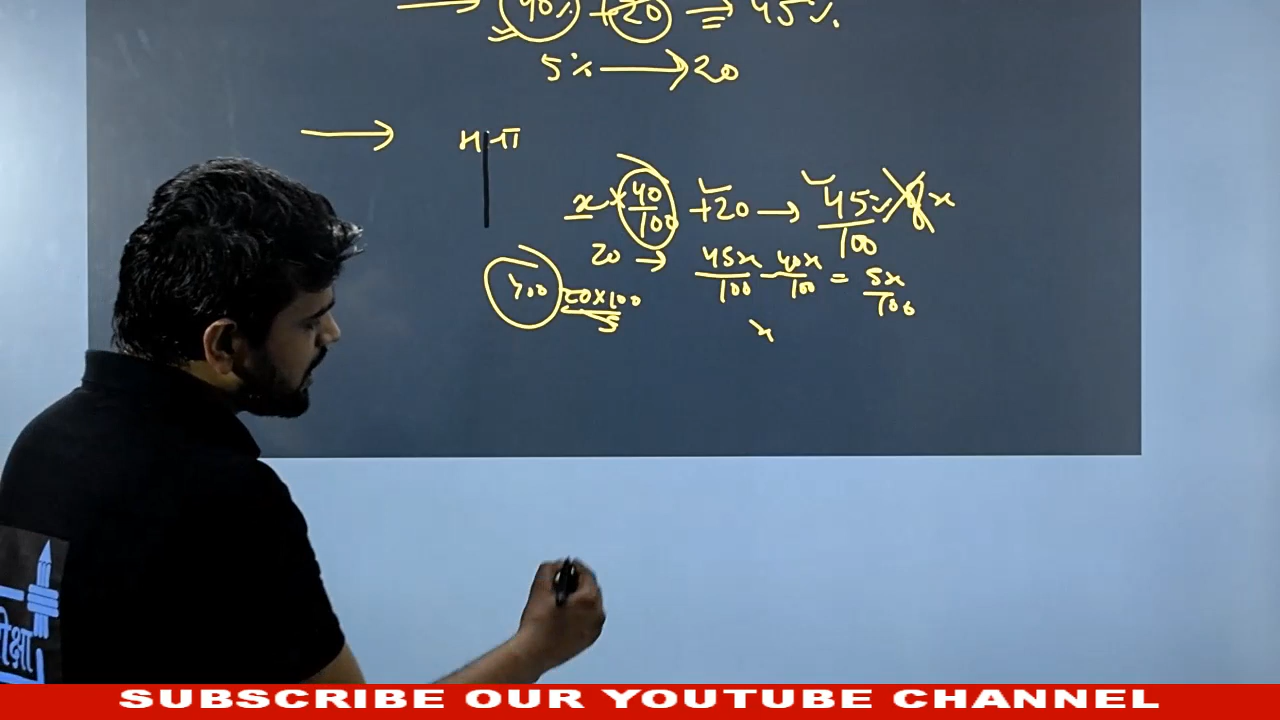 → 40% + 20 ⇒ 45%.
5% → 20
→
x × 40/100 + 20 → 45/100 x
20 → 45x/100 - 40x/100 = 5x/100
400 20×100/5
x
SUBSCRIBE OUR YOUTUBE CHANNEL